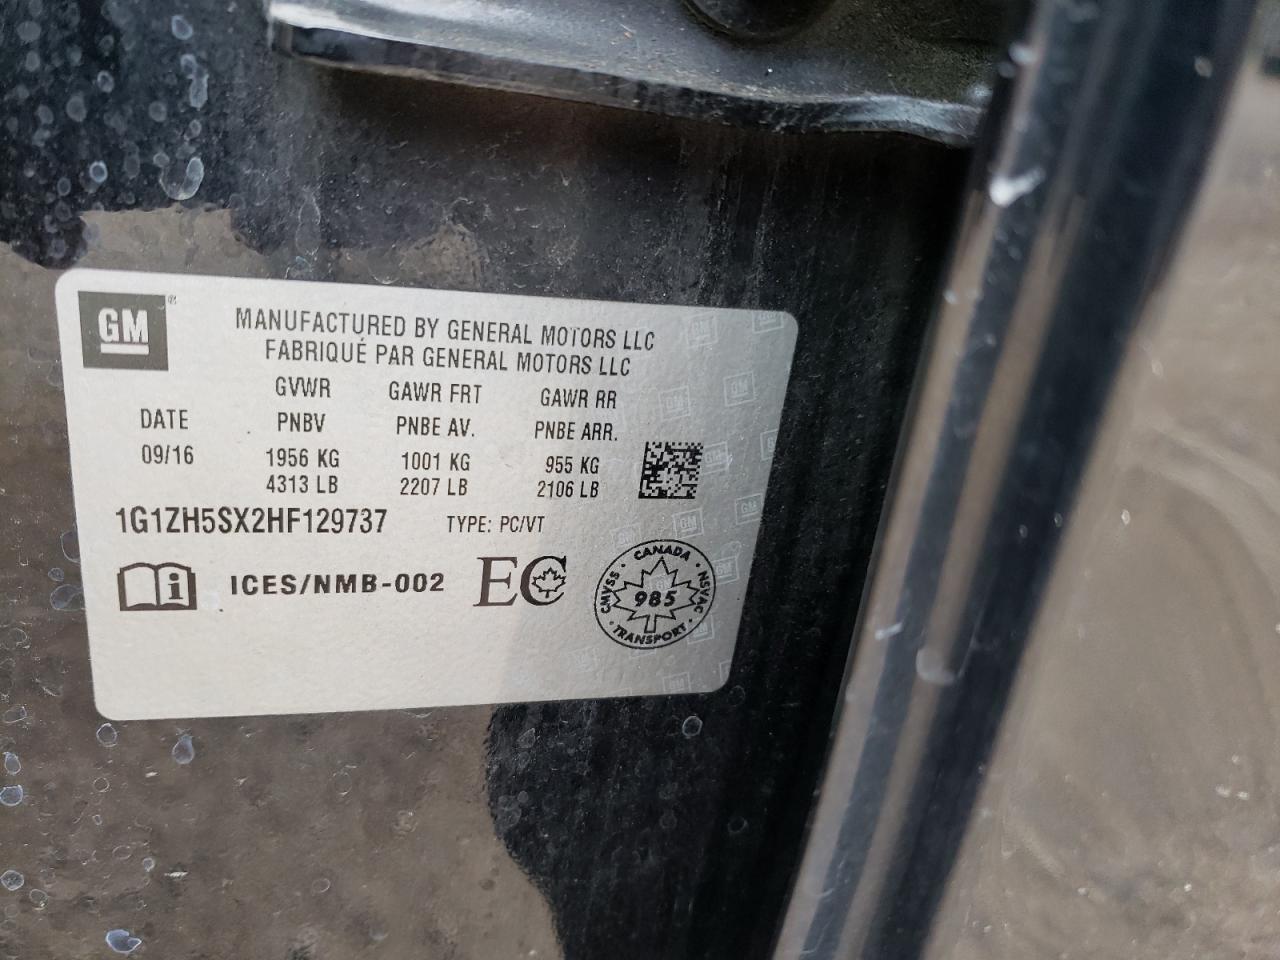 GM ®
MANUFACTURED BY GENERAL MOTORS LLC
FABRIQUÉ PAR GENERAL MOTORS LLC
GVWR GAWR FRT GAWR RR
DATE PNBV PNBE AV. PNBE ARR.
09/16 1956 KG 1001 KG 955 KG
4313 LB 2207 LB 2106 LB
1G1ZH5SX2HF129737 TYPE: PC/VT
i ICES/NMB-002 EC
CANADA
CMVSS 985 NSVAC
TRANSPORT